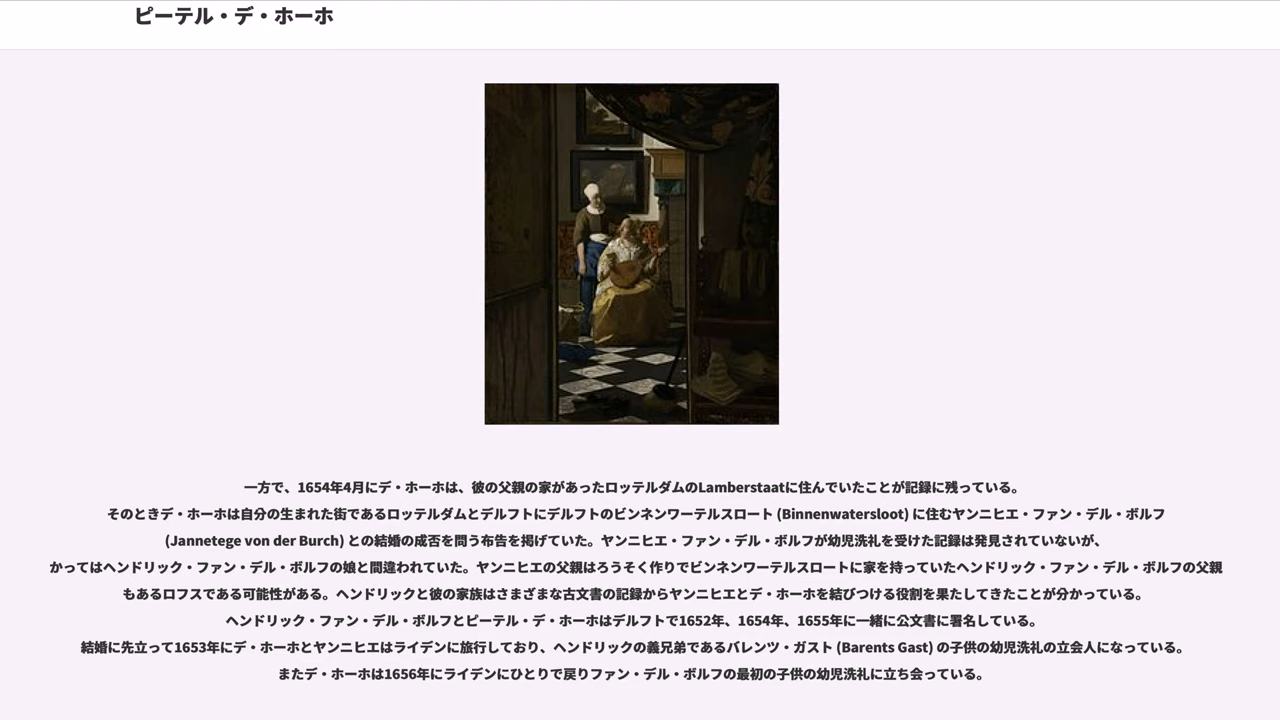 ピーテル・デ・ホーホ
一方で、1654年4月にデ・ホーホは、彼の父親の家があったロッテルダムのLamberstaatに住んでいたことが記録に残っている。
そのときデ・ホーホは自分の生まれた街であるロッテルダムとデルフトにデルフトのビンネンワーテルスロート (Binnenwatersloot) に住むヤンニヒエ・ファン・デル・ボルフ
(Jannetege von der Burch) との結婚の成否を問う布告を掲げていた。ヤンニヒエ・ファン・デル・ボルフが幼児洗礼を受けた記録は発見されていないが、
かってはヘンドリック・ファン・デル・ボルフの娘と間違われていた。ヤンニヒエの父親はろうそく作りでビンネンワーテルスロートに家を持っていたヘンドリック・ファン・デル・ボルフの父親
もあるロフスである可能性がある。ヘンドリックと彼の家族はさまざまな古文書の記録からヤンニヒエとデ・ホーホを結びつける役割を果たしてきたことが分かっている。
ヘンドリック・ファン・デル・ボルフとピーテル・デ・ホーホはデルフトで1652年、1654年、1655年に一緒に公文書に署名している。
結婚に先立って1653年にデ・ホーホとヤンニヒエはライデンに旅行しており、ヘンドリックの義兄弟であるバレンツ・ガスト (Barents Gast) の子供の幼児洗礼の立会人になっている。
またデ・ホーホは1656年にライデンにひとりで戻りファン・デル・ボルフの最初の子供の幼児洗礼に立ち会っている。